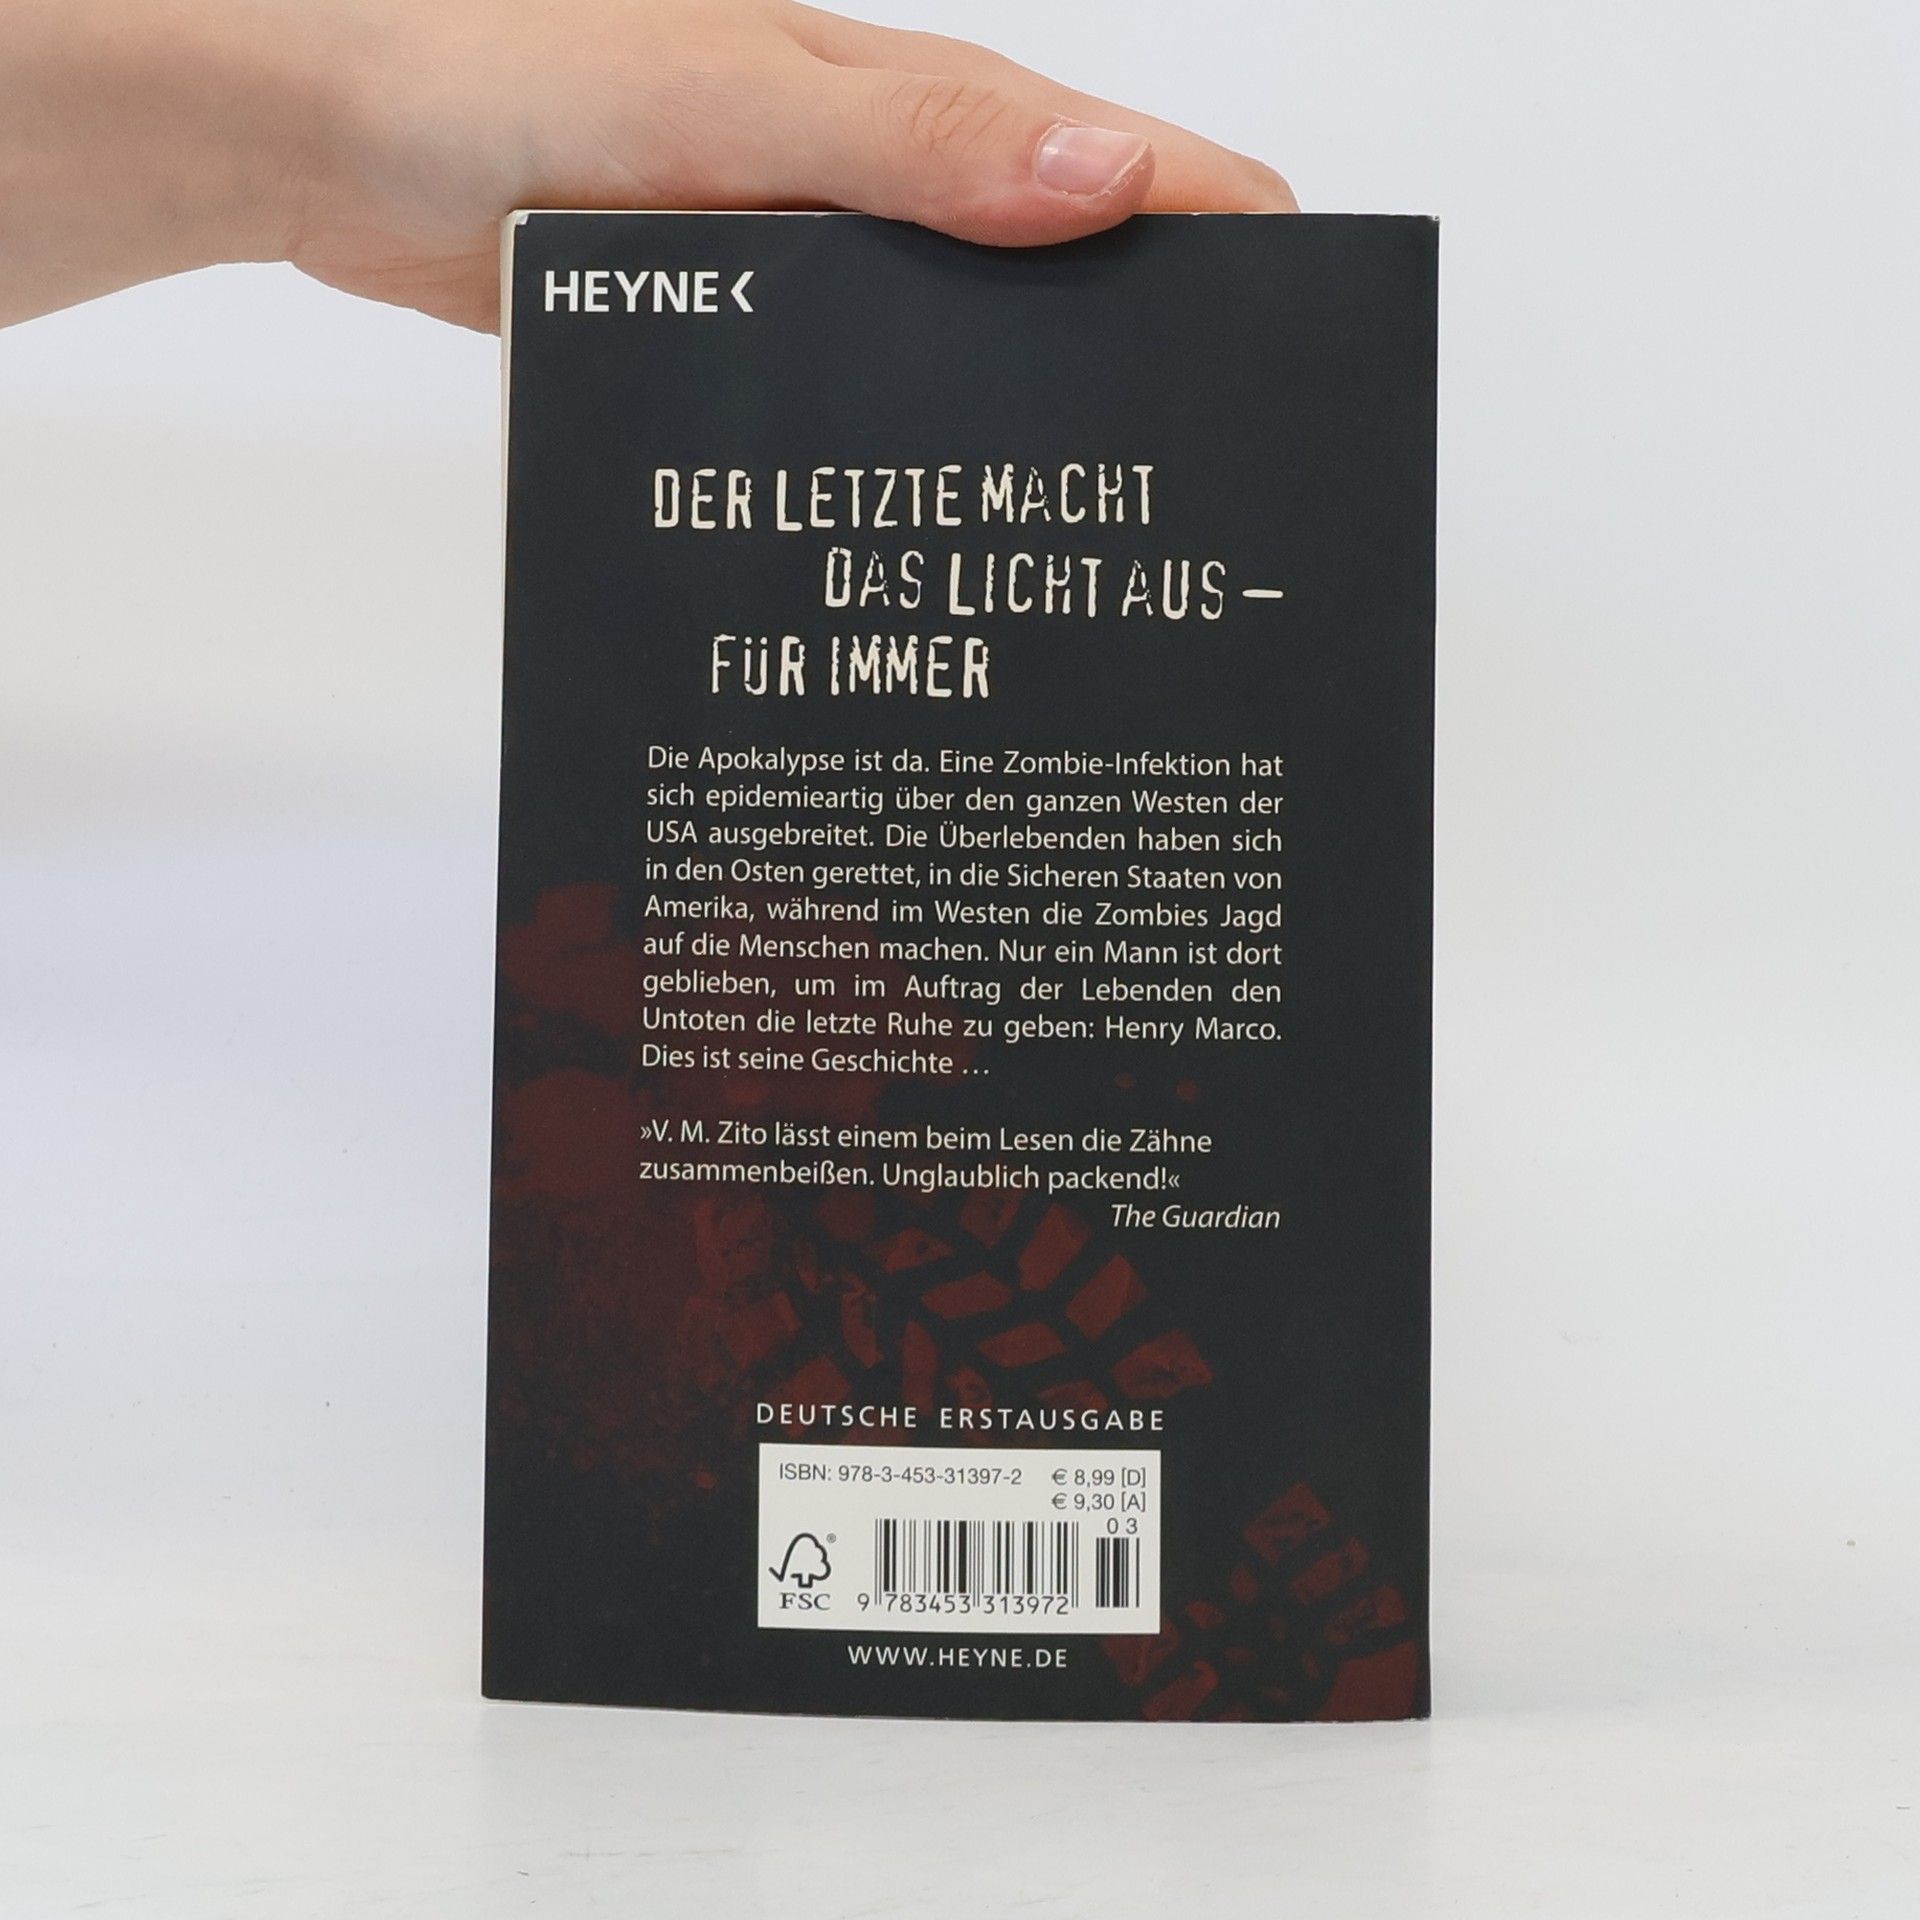 HEYNE<
DER LETZTE MACHT
DAS LICHT AUS –
FÜR IMMER
Die Apokalypse ist da. Eine Zombie-Infektion hat
sich epidemieartig über den ganzen Westen der
USA ausgebreitet. Die Überlebenden haben sich
in den Osten gerettet, in die Sicheren Staaten von
Amerika, während im Westen die Zombies Jagd
auf die Menschen machen. Nur ein Mann ist dort
geblieben, um im Auftrag der Lebenden den
Untoten die letzte Ruhe zu geben: Henry Marco.
Dies ist seine Geschichte …
»V. M. Zito lässt einem beim Lesen die Zähne
zusammenbeißen. Unglaublich packend!«
The Guardian
DEUTSCHE ERSTAUSGABE
ISBN: 978-3-453-31397-2 € 8,99 [D]
€ 9,30 [A]
03
®
FSC
9 783453 313972
WWW.HEYNE.DE